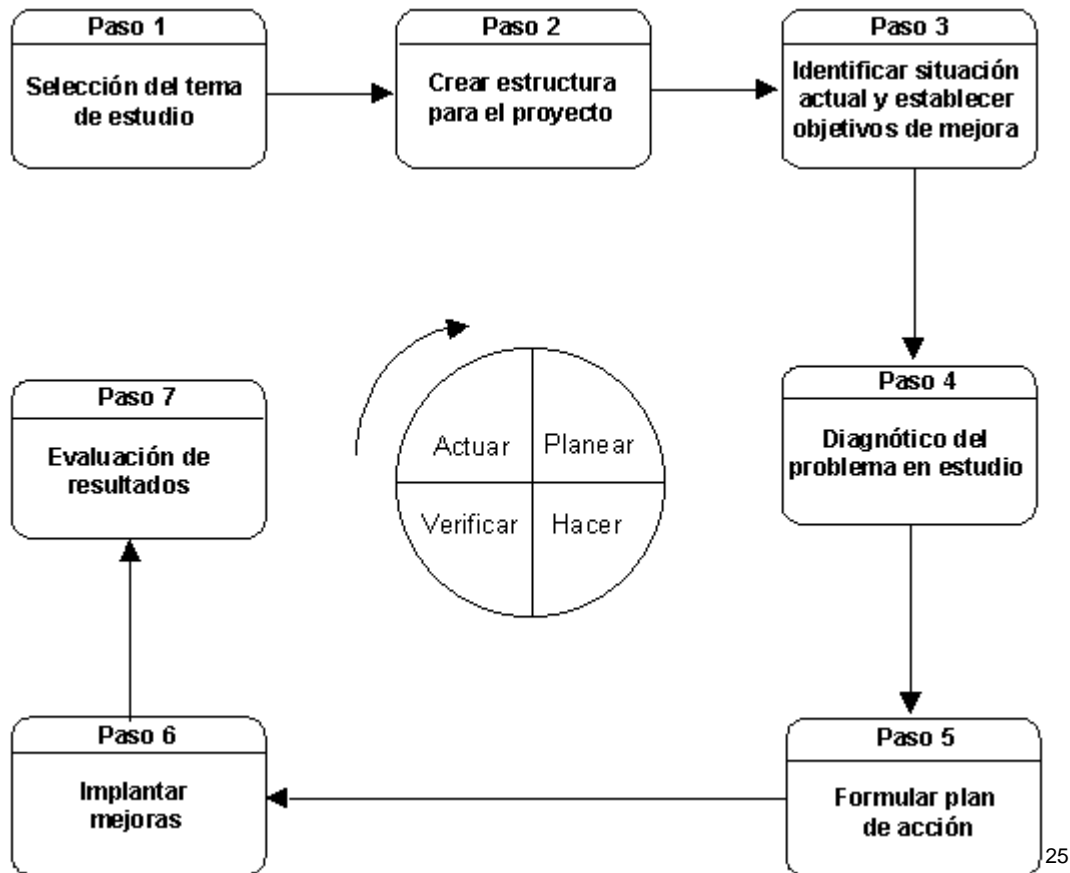 Paso 1
Selección del tema
de estudio
Paso 2
Crear estructura
para el proyecto
Paso 3
Identificar situación
actual y establecer
objetivos de mejora
Paso 4
Diagnótico del
problema en estudio
Paso 5
Formular plan
de acción
Paso 6
Implantar
mejoras
Paso 7
Evaluación de
resultados
Actuar
Planear
Verificar
Hacer
25